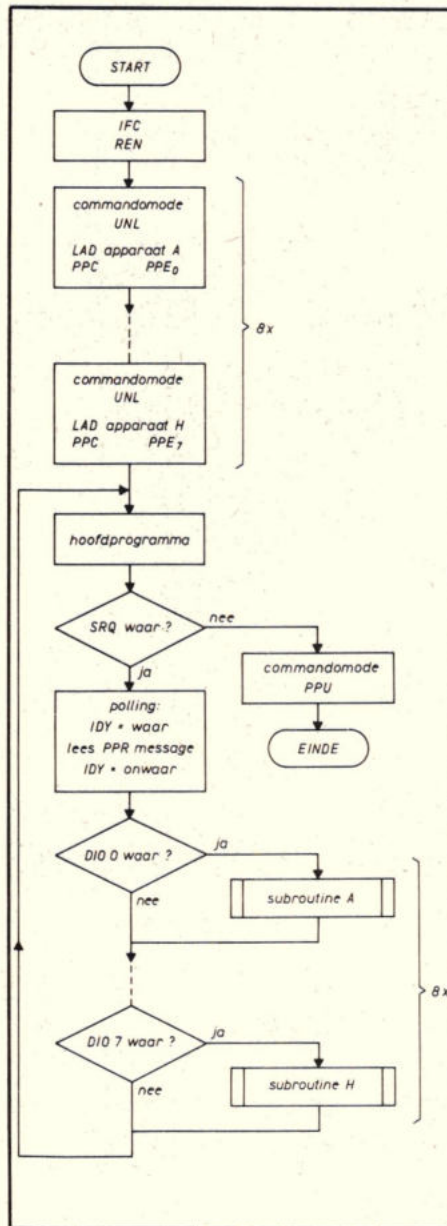 START
IFC
REN
commandomode
UNL
LAD apparaat A
PPC PPE0
8x
commandomode
UNL
LAD apparaat H
PPC PPE7
hoofdprogramma
SRQ waar ?
nee
ja
commandomode
PPU
EINDE
polling:
IDY = waar
lees PPR message
IDY = onwaar
DIO 0 waar ?
ja
nee
subroutine A
8x
DIO 7 waar ?
ja
nee
subroutine H